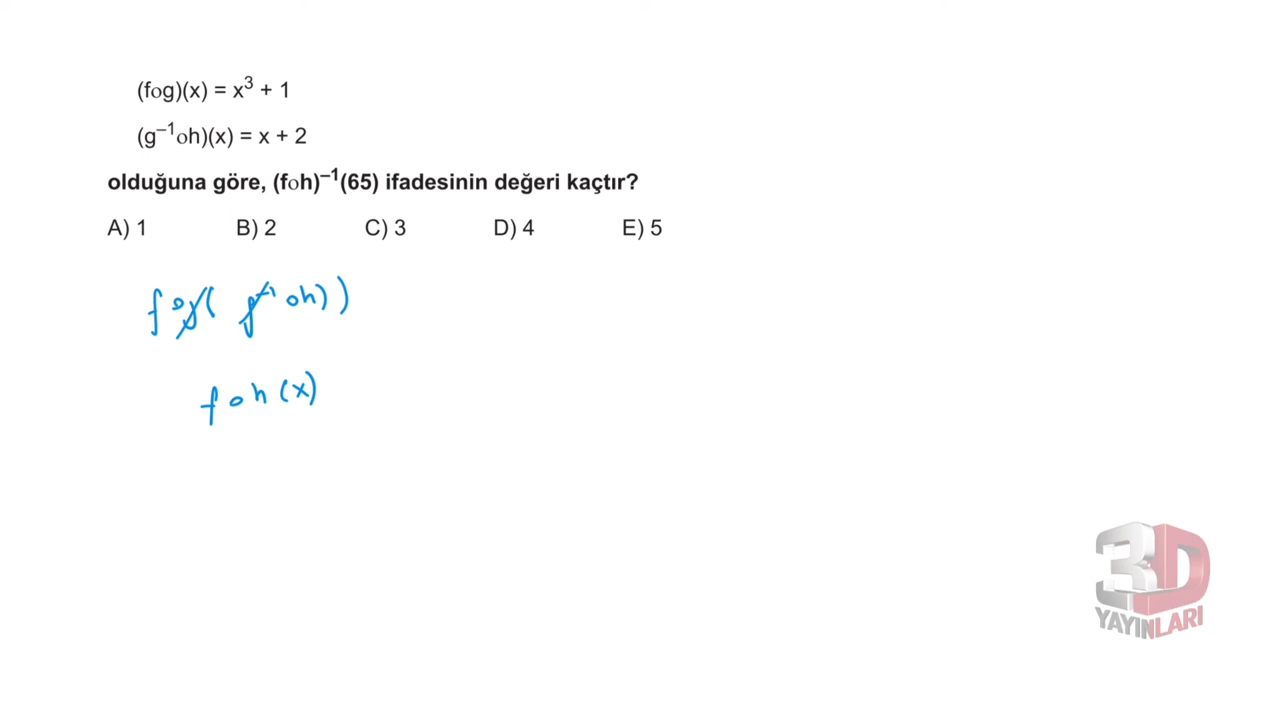 (fog)(x) = x³ + 1
(g⁻¹oh)(x) = x + 2
olduğuna göre, (foh)⁻¹(65) ifadesinin değeri kaçtır?
A) 1 B) 2 C) 3 D) 4 E) 5
fog( g⁻¹oh))
foh(x)
3D
YAYINLARI